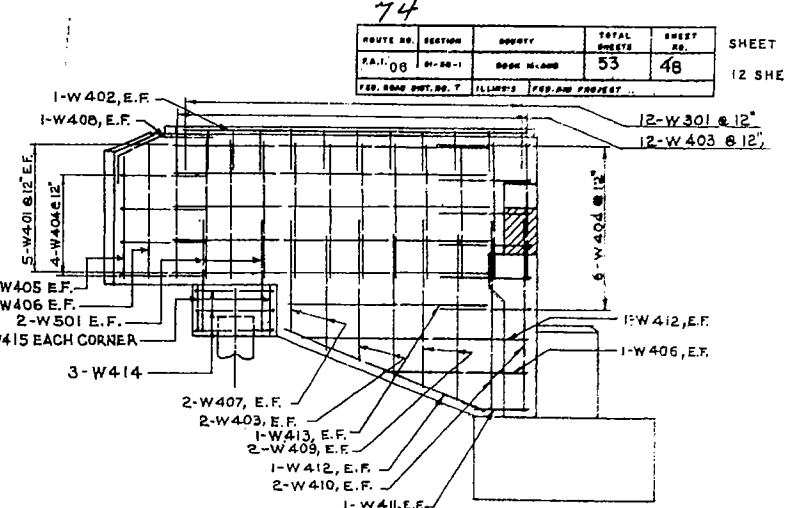 74
ROUTE NO. SECTION COUNTY TOTAL SHEETS SHEET NO.
F.A.I. 06 81-50-1 ROCK ISLAND 53 48
FED. ROAD DIST. NO. 7 ILLINOIS FED. AID PROJECT
SHEET
12 SHE
1-W402, E.F.
1-W408, E.F.
12-W301 @ 12"
12-W403 @ 12",
5-W401 @ 12" E.F.
4-W404 @ 12"
6-W404 @ 12"
W405 E.F.
W406 E.F.
2-W501 E.F.
W415 EACH CORNER
3-W414
1-W412, E.F.
1-W406, E.F.
2-W407, E.F.
2-W403, E.F.
1-W413, E.F.
2-W409, E.F.
1-W412, E.F.
2-W410, E.F.
1-W411, E.F.